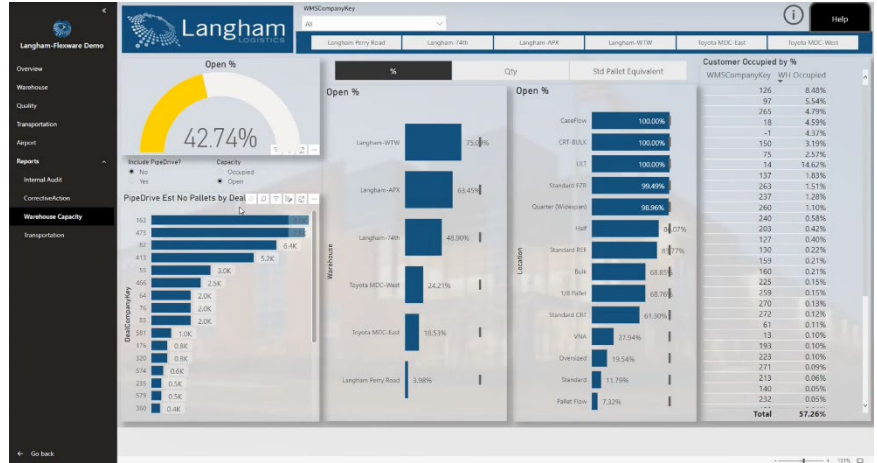 WMSCompanyKey
All
Help
Langham
LOGISTICS
Langham-Flexware Demo
Langham Perry Road
Langham-74th
Langham-APX
Langham-WTW
Toyota MDC-East
Toyota MDC-West
Overview
Warehouse
Quality
Transportation
Airport
Reports
Internal Audit
CorrectiveAction
Warehouse Capacity
Transportation
Go back
Open %
42.74%
Include PipeDrive?
No
Yes
Capacity
Occupied
Open
PipeDrive Est No Pallets by Deal
DealCompanyKey
163
473
82 6.4K
413 5.2K
55 3.0K
466 2.5K
64 2.0K
76 2.0K
83 2.0K
581 1.0K
176 0.8K
320 0.8K
574 0.6K
235 0.5K
579 0.5K
360 0.4K
%
Qty
Std Pallet Equivalent
Open %
Warehouse
Langham-WTW
Langham-APX 63.45%
Langham-74th 48.90%
Toyota MDC-West 24.21%
Toyota MDC-East 18.53%
Langham Perry Road 3.98%
Open %
Location
CaseFlow 100.00%
CRT-BULK 100.00%
ULT 100.00%
Standard FZR 99.49%
Quarter (Widespan) 98.96%
Half
Standard REF
Bulk 68.85%
1/8 Pallet 68.76%
Standard CRT 61.30%
VNA 27.94%
Oversized 19.54%
Standard 11.79%
Pallet Flow 7.32%
Customer Occupied by %
WMSCompanyKey WH Occupied
126 8.48%
97 5.54%
265 4.79%
18 4.59%
-1 4.37%
150 3.19%
75 2.57%
14 14.62%
137 1.83%
263 1.51%
237 1.28%
260 1.10%
240 0.58%
203 0.42%
127 0.40%
130 0.22%
159 0.21%
160 0.21%
225 0.15%
259 0.15%
270 0.13%
272 0.12%
61 0.11%
13 0.10%
193 0.10%
223 0.10%
271 0.09%
213 0.06%
140 0.05%
232 0.05%
Total 57.26%